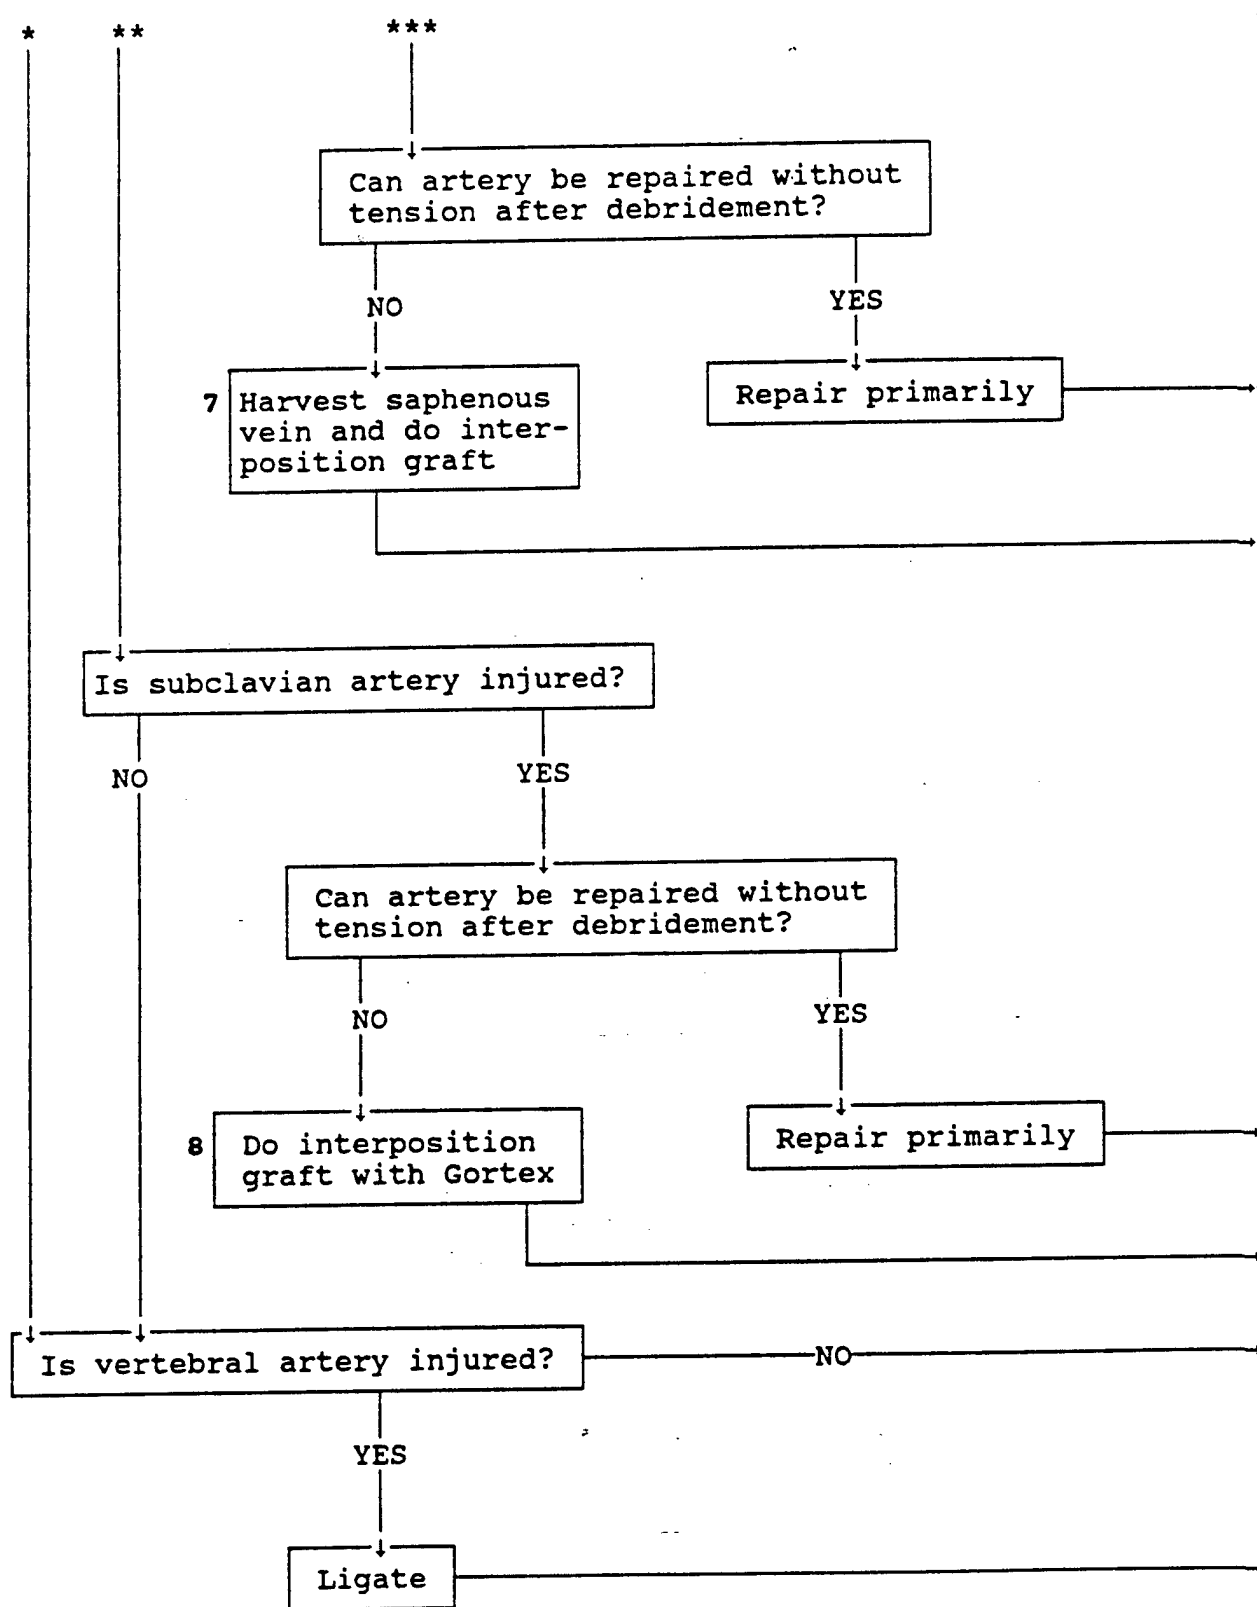 * ** ***
Can artery be repaired without
tension after debridement?
NO YES
7 Harvest saphenous
vein and do inter-
position graft
Repair primarily
Is subclavian artery injured?
NO YES
Can artery be repaired without
tension after debridement?
NO YES
8 Do interposition
graft with Gortex
Repair primarily
Is vertebral artery injured? NO
YES
Ligate